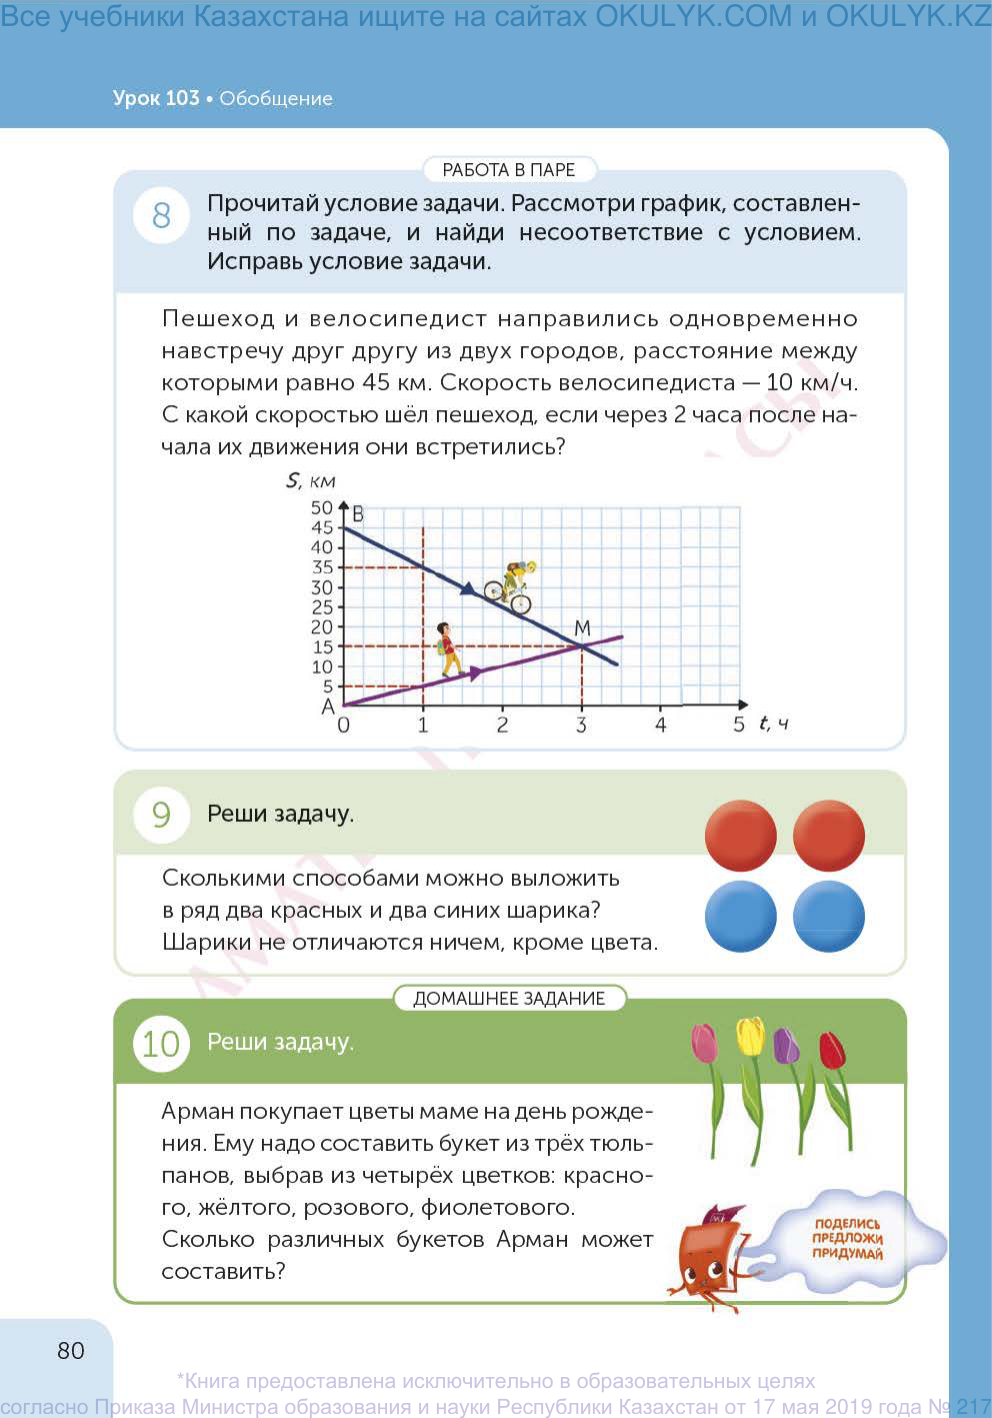 Все учебники Казахстана ищите на сайтах OKULYK.COM и OKULYK.KZ
Урок 103 • Обобщение
РАБОТА В ПАРЕ
8
Прочитай условие задачи. Рассмотри график, составлен-
ный по задаче, и найди несоответствие с условием.
Исправь условие задачи.
Пешеход и велосипедист направились одновременно
навстречу друг другу из двух городов, расстояние между
которыми равно 45 км. Скорость велосипедиста — 10 км/ч.
С какой скоростью шёл пешеход, если через 2 часа после на-
чала их движения они встретились?
S, км
50
B
45
40
35
30
25
20
M
15
10
5
A
0 1 2 3 4 5 t, ч
9
Реши задачу.
Сколькими способами можно выложить
в ряд два красных и два синих шарика?
Шарики не отличаются ничем, кроме цвета.
ДОМАШНЕЕ ЗАДАНИЕ
10
Реши задачу.
Арман покупает цветы маме на день рожде-
ния. Ему надо составить букет из трёх тюль-
панов, выбрав из четырёх цветков: красно-
го, жёлтого, розового, фиолетового.
Сколько различных букетов Арман может
составить?
ПОДЕЛИСЬ
ПРЕДЛОЖИ
ПРИДУМАЙ
80
*Книга предоставлена исключительно в образовательных целях
согласно Приказа Министра образования и науки Республики Казахстан от 17 мая 2019 года № 217